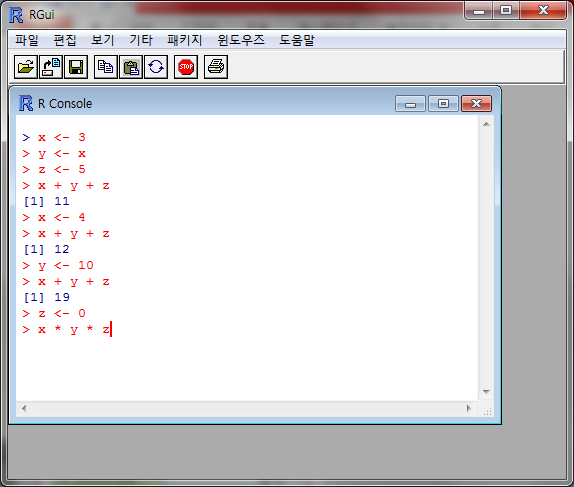 RGui
파일 편집 보기 기타 패키지 윈도우즈 도움말
STOP
R Console
> x <- 3
> y <- x
> z <- 5
> x + y + z
[1] 11
> x <- 4
> x + y + z
[1] 12
> y <- 10
> x + y + z
[1] 19
> z <- 0
> x * y * z